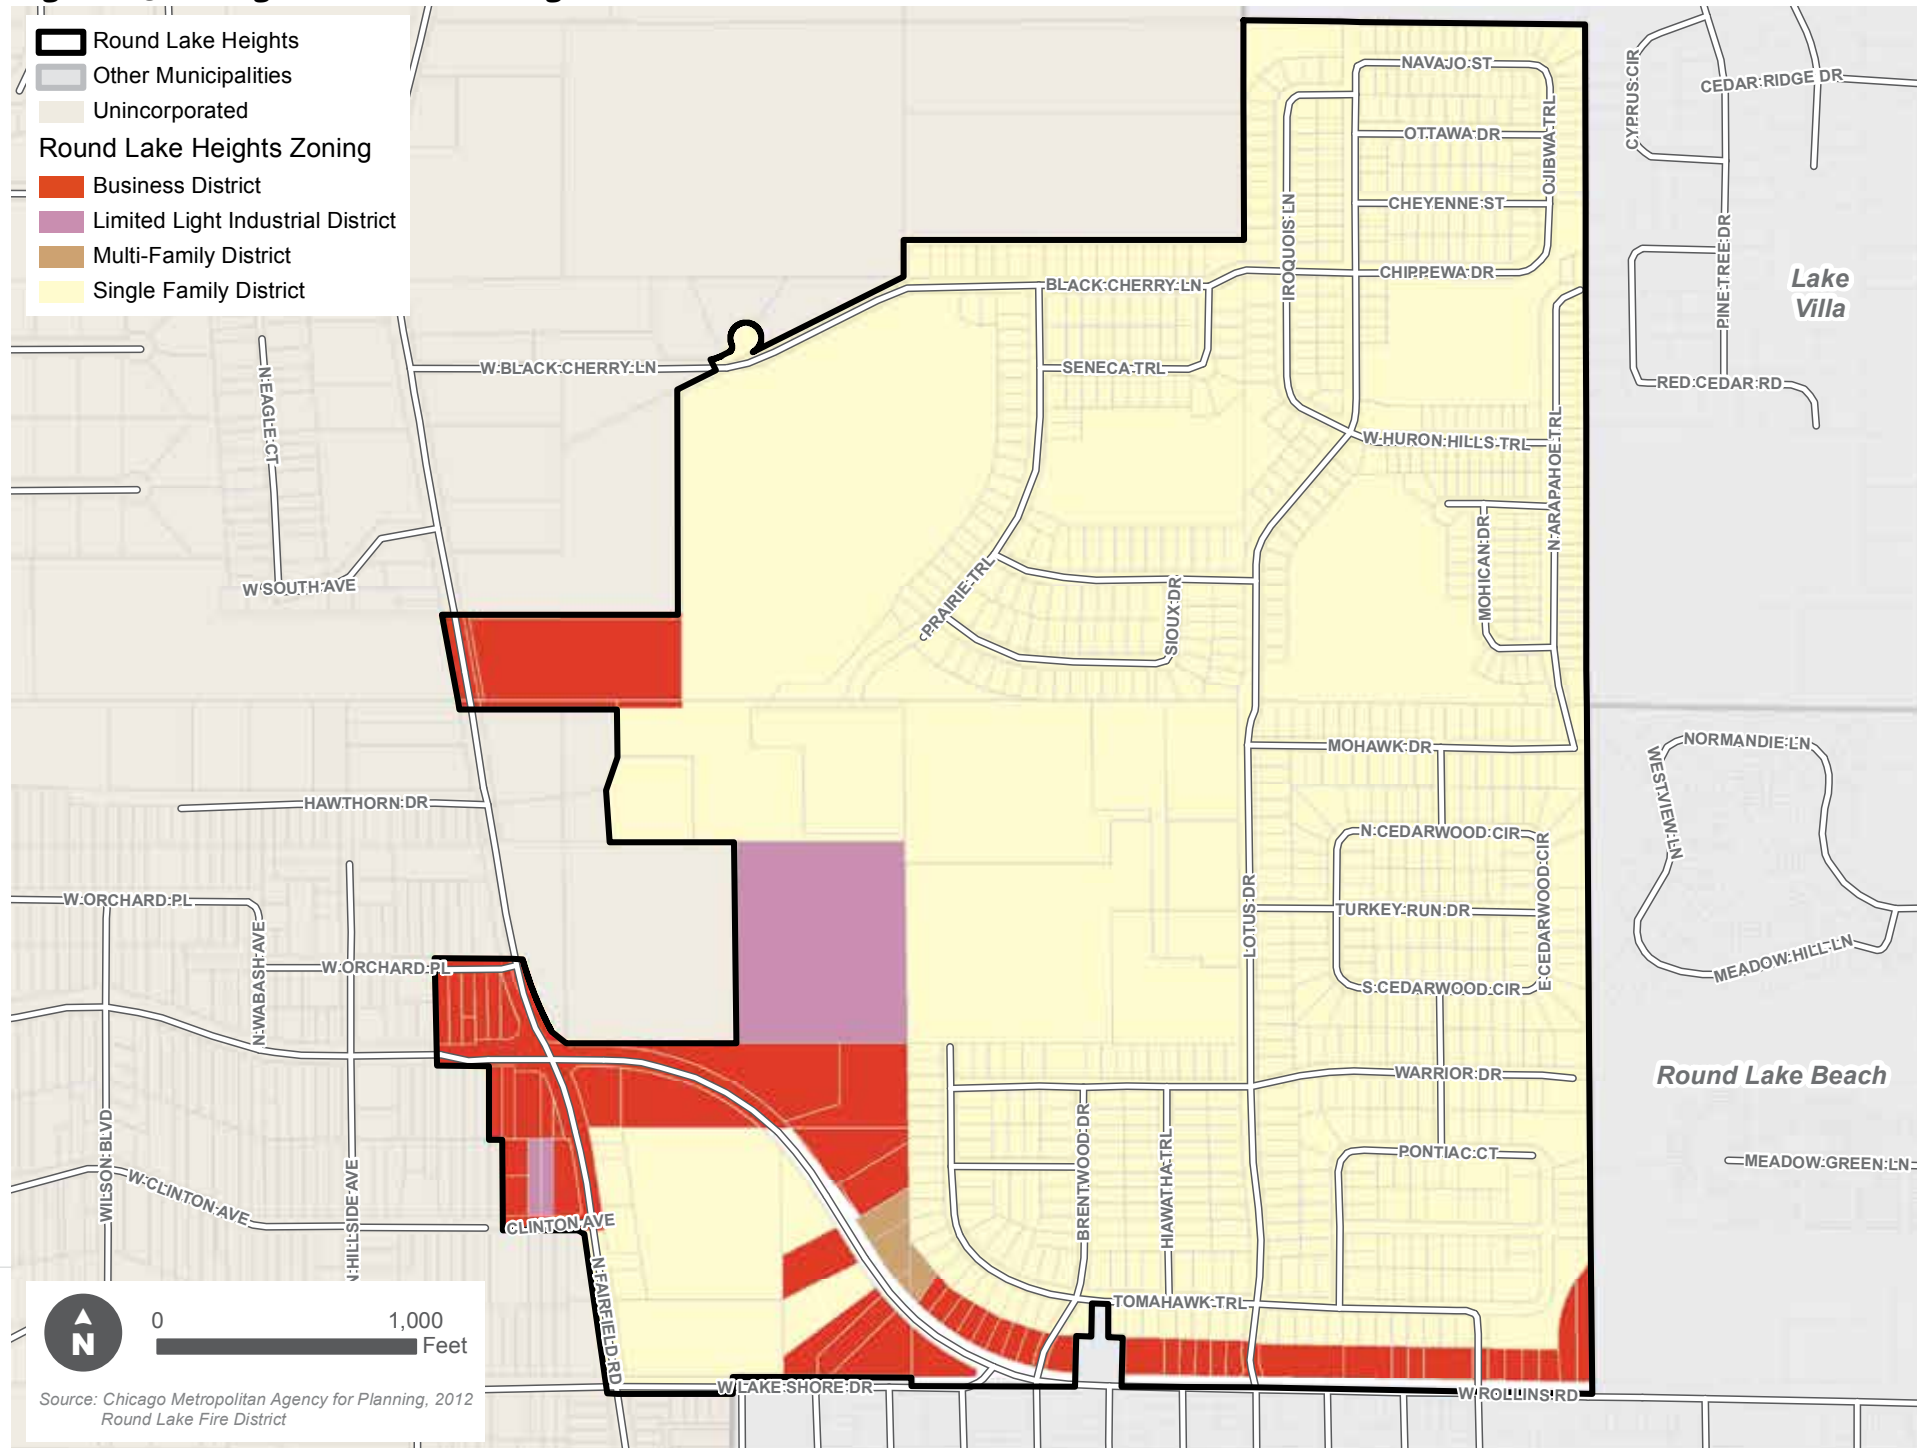 Round Lake Heights
Other Municipalities
Unincorporated
Round Lake Heights Zoning
Business District
Limited Light Industrial District
Multi-Family District
Single Family District
NAVAJO ST
OTTAWA DR
OJIBWA TRL
CHEYENNE ST
IROQUOIS LN
CHIPPEWA DR
BLACK CHERRY LN
CYPRUS CIR
CEDAR RIDGE DR
PINE TREE DR
Lake
Villa
RED CEDAR RD
W BLACK CHERRY LN
SENECA TRL
N EAGLE CT
W HURON HILLS TRL
N ARAPAHOE TRL
MOHICAN DR
W SOUTH AVE
PRAIRIE TRL
SIOUX DR
MOHAWK DR
NORMANDIE LN
WESTVIEW LN
HAWTHORN DR
N CEDARWOOD CIR
E CEDARWOOD CIR
LOTUS DR
TURKEY RUN DR
W ORCHARD PL
N WABASH AVE
W ORCHARD PL
MEADOW HILL LN
S CEDARWOOD CIR
WARRIOR DR
Round Lake Beach
WILSON BLVD
BRENTWOOD DR
HIAWATHA TRL
PONTIAC CT
MEADOW GREEN LN
W CLINTON AVE
N HILLSIDE AVE
CLINTON AVE
N FAIRFIELD RD
TOMAHAWK TRL
W LAKE SHORE DR
W ROLLINS RD
N
0 1,000
Feet
Source: Chicago Metropolitan Agency for Planning, 2012
Round Lake Fire District